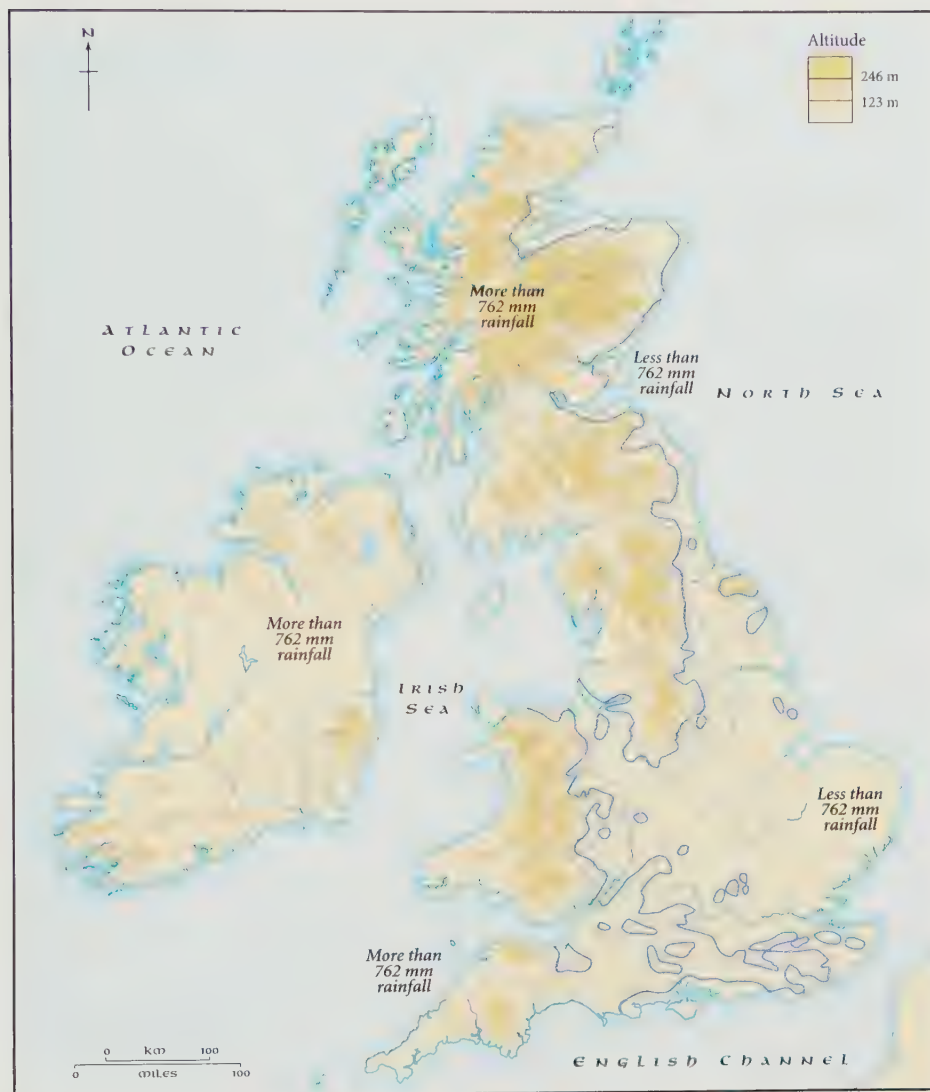 N
Altitude
246 m
123 m
More than
762 mm
rainfall
ATLANTIC
OCEAN
Less than
762 mm
rainfall
NORTH SEA
More than
762 mm
rainfall
IRISH
SEA
Less than
762 mm
rainfall
More than
762 mm
rainfall
0 KM 100
0 MILES 100
ENGLISH CHANNEL